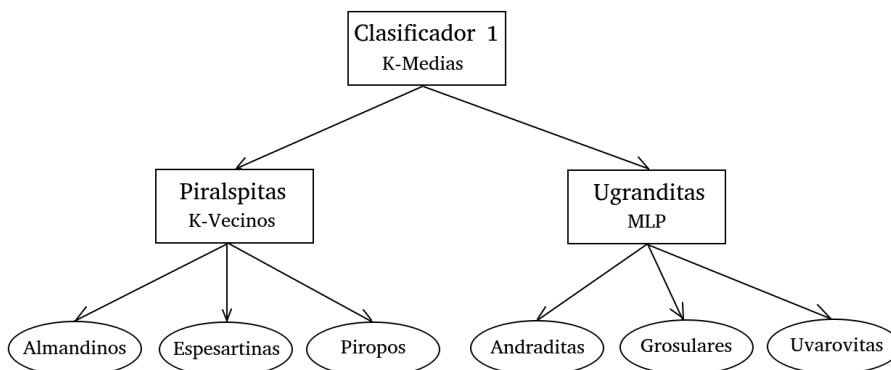 Clasificador 1
K-Medias
Piralspitas
K-Vecinos
Ugranditas
MLP
Almandinos
Espesartinas
Piropos
Andraditas
Grosulares
Uvarovitas